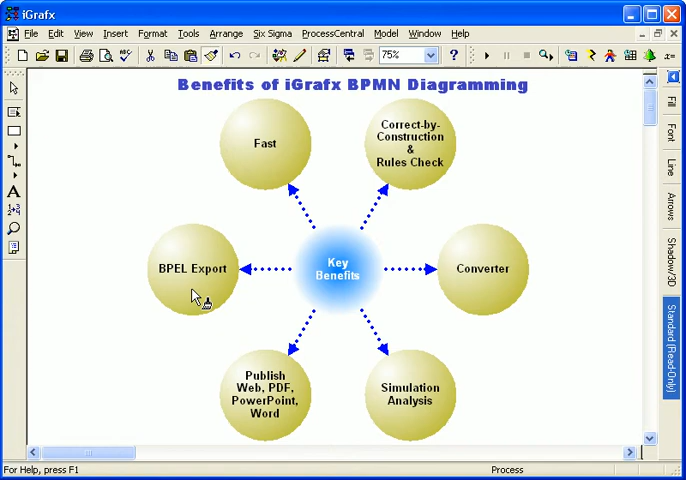 iGrafx
File Edit View Insert Format Tools Arrange Six Sigma ProcessCentral Model Window Help
75%
Benefits of iGrafx BPMN Diagramming
Fast
Correct-by-
Construction
&
Rules Check
BPEL Export
Key
Benefits
Converter
Publish
Web, PDF,
PowerPoint,
Word
Simulation
Analysis
Fill
Font
Line
Arrows
Shadow/3D
Standard (Read-Only)
For Help, press F1
Process